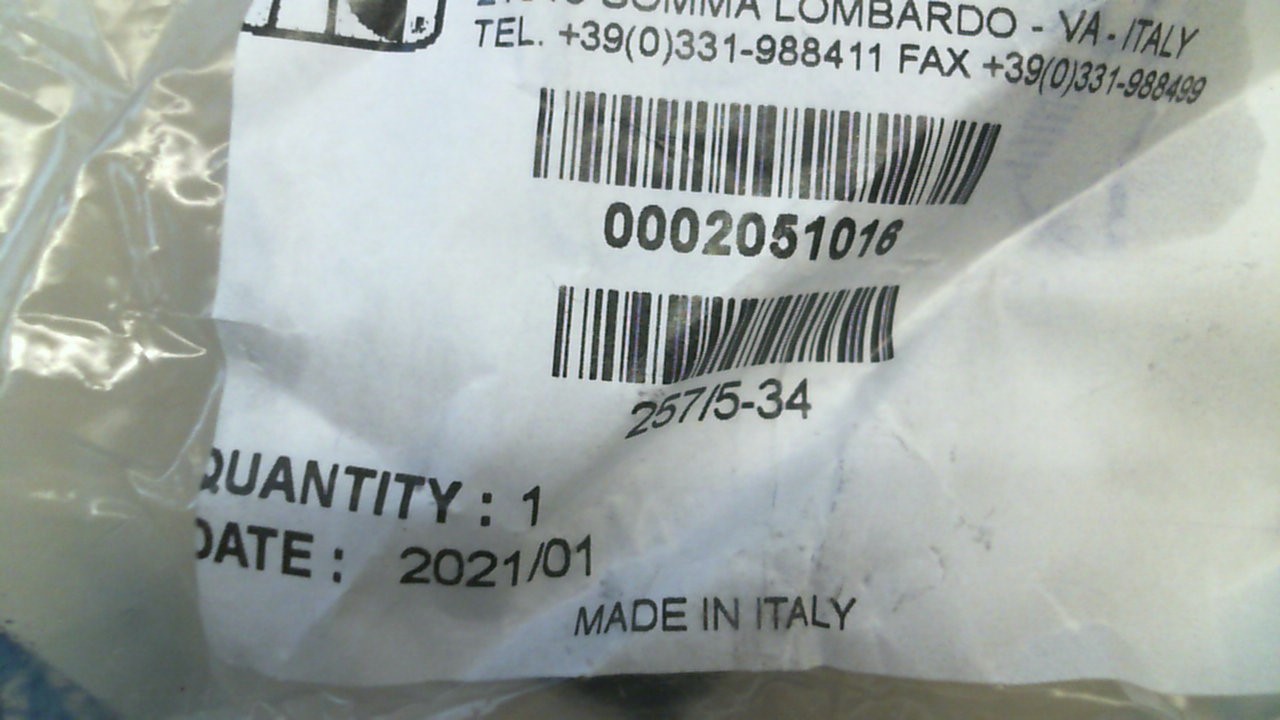 SOMMA LOMBARDO - VA - ITALY
TEL. +39(0)331-988411 FAX +39(0)331-988499
0002051016
257/5-34
QUANTITY : 1
DATE : 2021/01
MADE IN ITALY